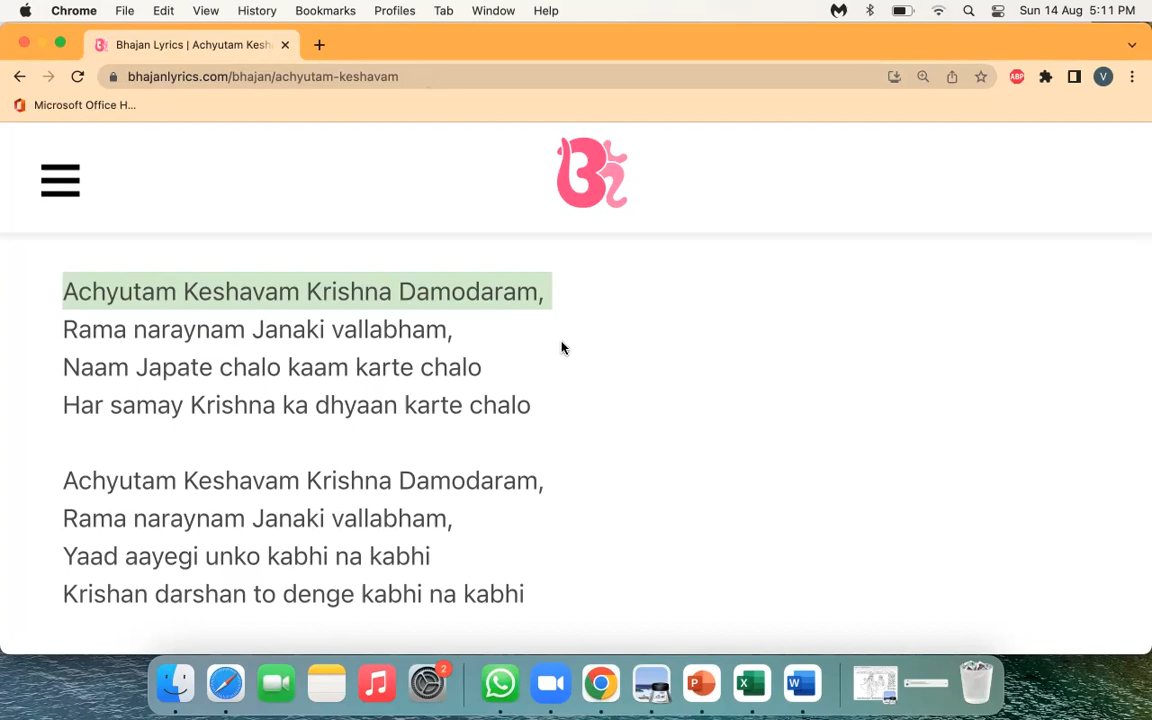 Chrome File Edit View History Bookmarks Profiles Tab Window Help Sun 14 Aug 5:11 PM
Bhajan Lyrics | Achyutam Kesh
bhajanlyrics.com/bhajan/achyutam-keshavam ABP V
Microsoft Office H...
ॐ
Achyutam Keshavam Krishna Damodaram,
Rama naraynam Janaki vallabham,
Naam Japate chalo kaam karte chalo
Har samay Krishna ka dhyaan karte chalo
Achyutam Keshavam Krishna Damodaram,
Rama naraynam Janaki vallabham,
Yaad aayegi unko kabhi na kabhi
Krishan darshan to denge kabhi na kabhi
2
P X W